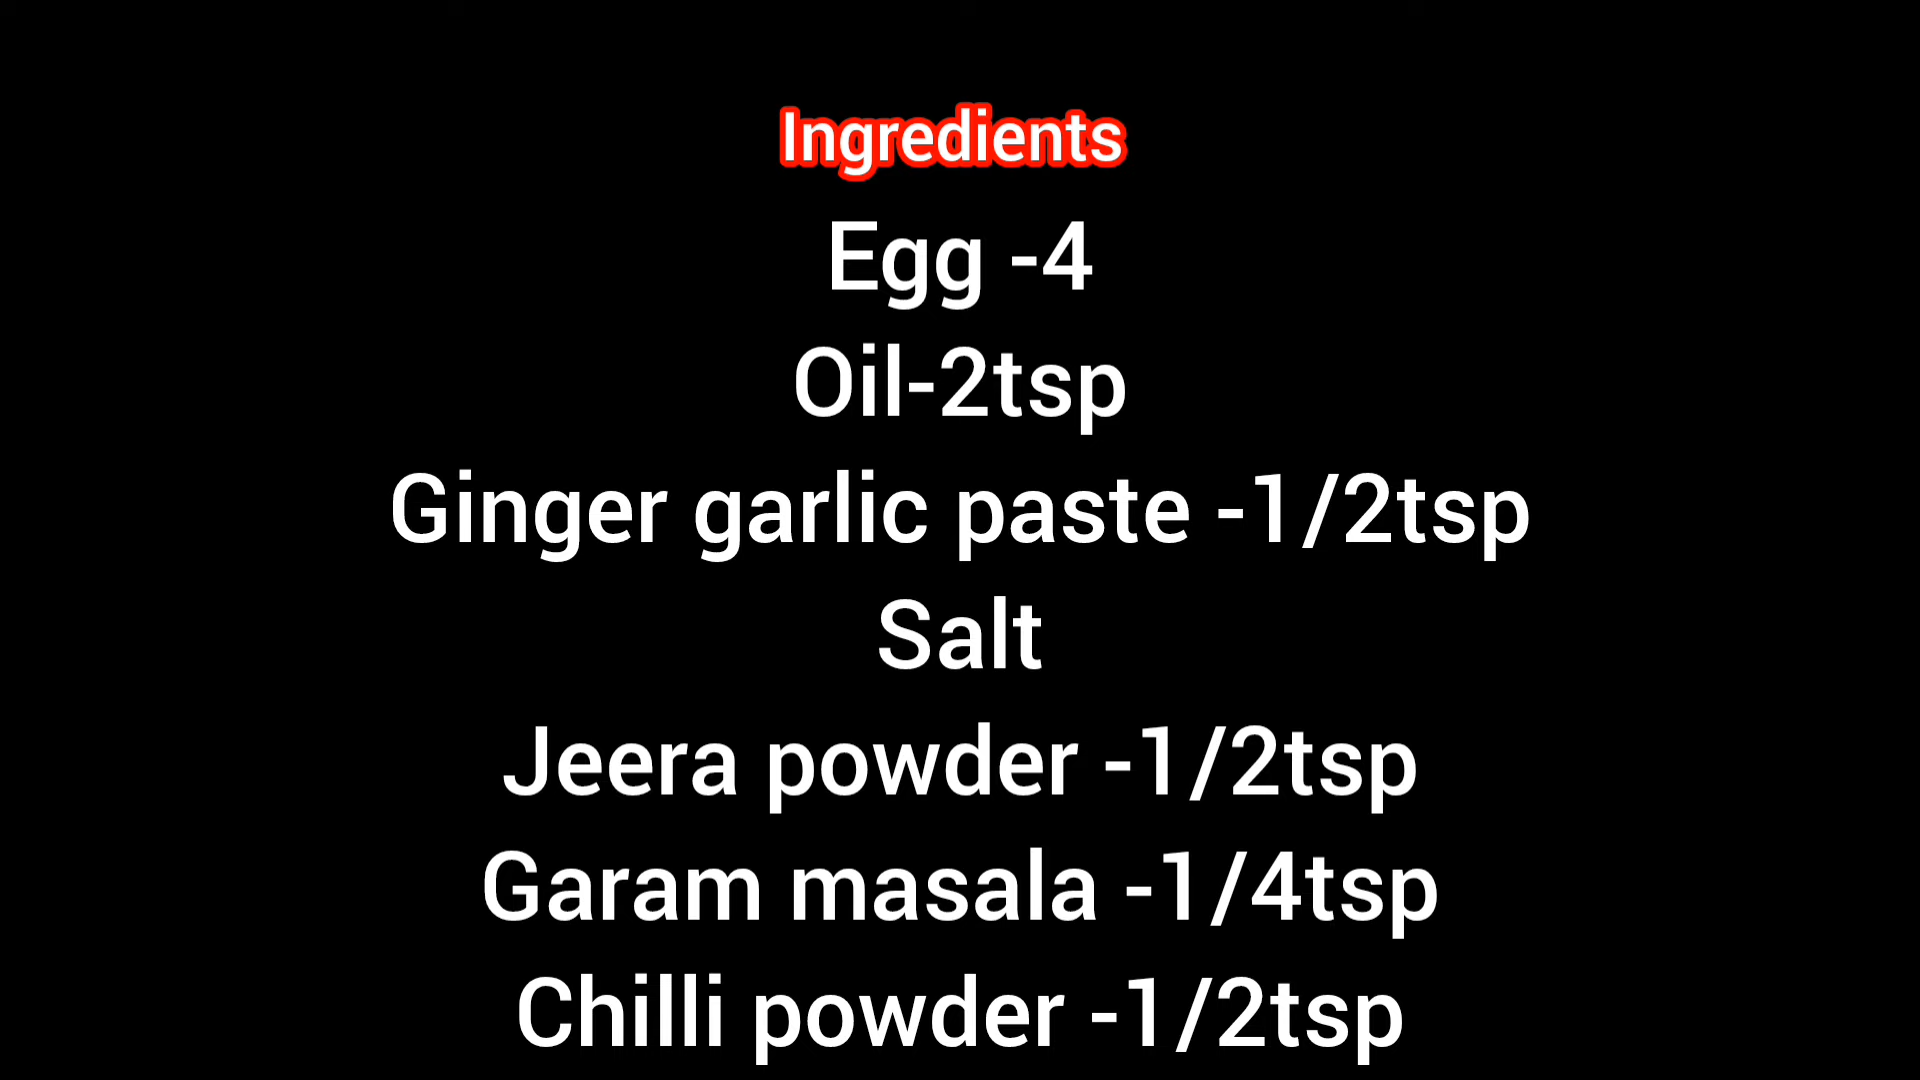 Ingredients
Egg -4
Oil-2tsp
Ginger garlic paste -1/2tsp
Salt
Jeera powder -1/2tsp
Garam masala -1/4tsp
Chilli powder -1/2tsp